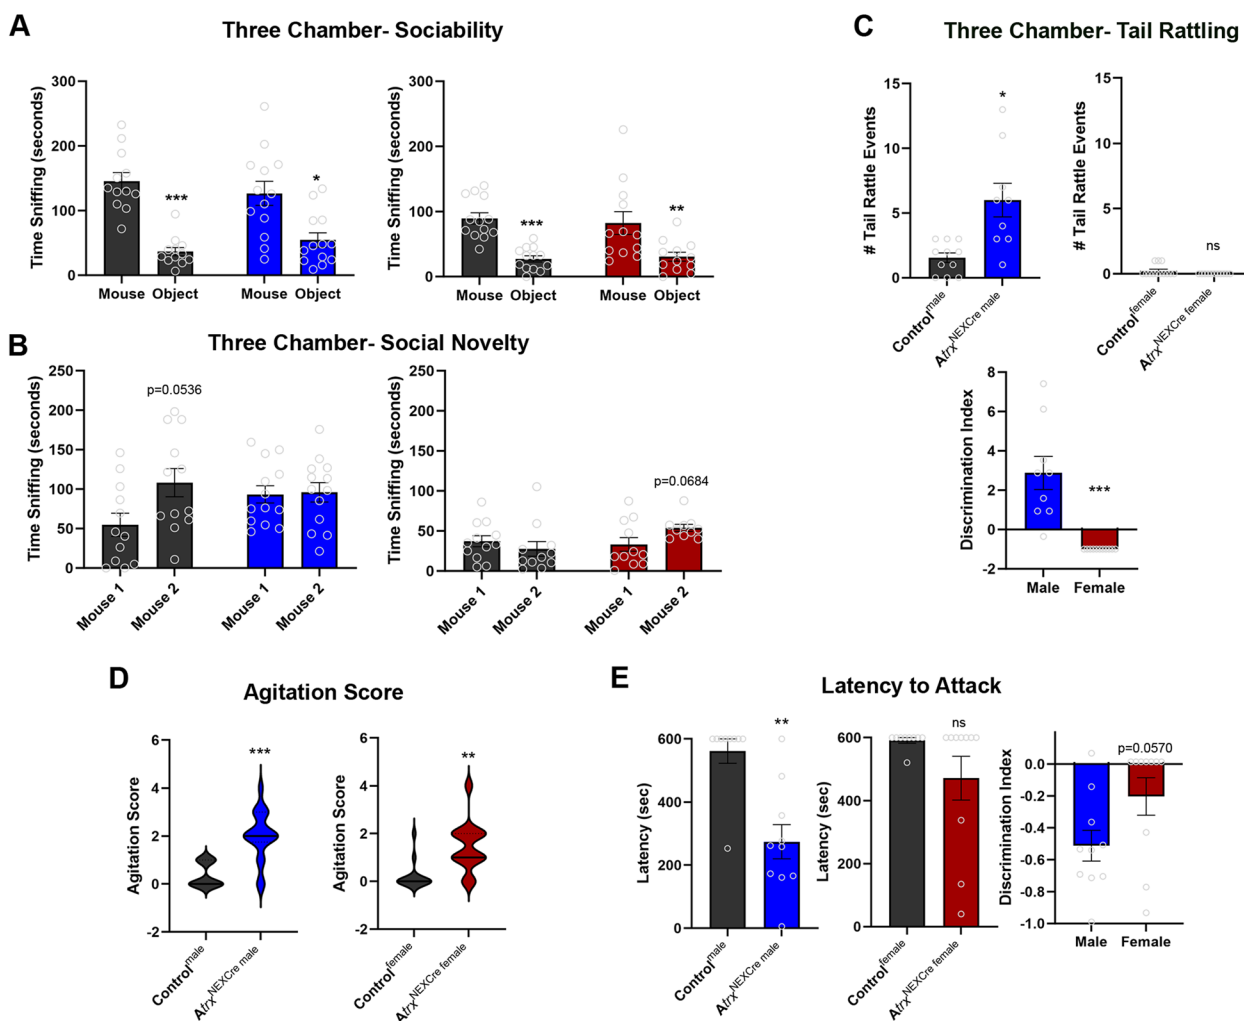 A
Three Chamber- Sociability
Time Sniffing (seconds)
300
200
100
0
***
*
Mouse Object Mouse Object
Time Sniffing (seconds)
300
200
100
0
***
**
Mouse Object Mouse Object
B
Three Chamber- Social Novelty
Time Sniffing (seconds)
250
200
150
100
50
0
p=0.0536
Mouse 1
Mouse 2
Mouse 1
Mouse 2
Time Sniffing (seconds)
250
200
150
100
50
0
p=0.0684
Mouse 1
Mouse 2
Mouse 1
Mouse 2
C
Three Chamber- Tail Rattling
# Tail Rattle Events
15
10
5
0
*
Control male
Atrx NEXCre male
# Tail Rattle Events
15
10
5
0
ns
Control female
Atrx NEXCre female
Discrimination Index
8
6
4
2
0
-2
***
Male Female
D
Agitation Score
Agitation Score
6
4
2
0
-2
***
Control male
Atrx NEXCre male
Agitation Score
6
4
2
0
-2
**
Control female
Atrx NEXCre female
E
Latency to Attack
Latency (sec)
600
400
200
0
**
Control male
Atrx NEXCre male
Latency (sec)
600
400
200
0
ns
Control female
Atrx NEXCre female
Discrimination Index
0.0
-0.2
-0.4
-0.6
-0.8
-1.0
p=0.0570
Male Female